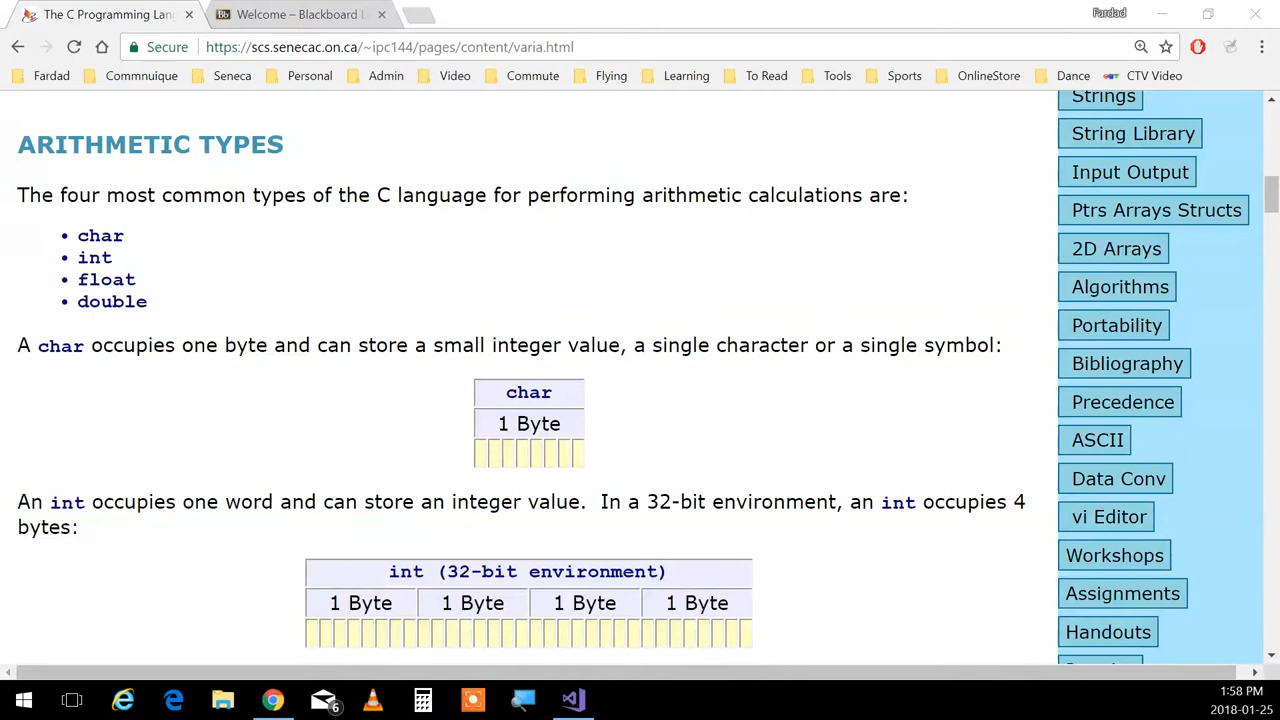 The C Programming Lan
Welcome – Blackboard L
Fardad
Secure
https://scs.senecac.on.ca/~ipc144/pages/content/varia.html
Fardad
Commnuique
Seneca
Personal
Admin
Video
Commute
Flying
Learning
To Read
Tools
Sports
OnlineStore
Dance
CTV Video
ARITHMETIC TYPES
The four most common types of the C language for performing arithmetic calculations are:
• char
• int
• float
• double
A char occupies one byte and can store a small integer value, a single character or a single symbol:
char
1 Byte
An int occupies one word and can store an integer value. In a 32-bit environment, an int occupies 4
bytes:
int (32-bit environment)
1 Byte 1 Byte 1 Byte 1 Byte
Strings
String Library
Input Output
Ptrs Arrays Structs
2D Arrays
Algorithms
Portability
Bibliography
Precedence
ASCII
Data Conv
vi Editor
Workshops
Assignments
Handouts
6
1:58 PM
2018-01-25